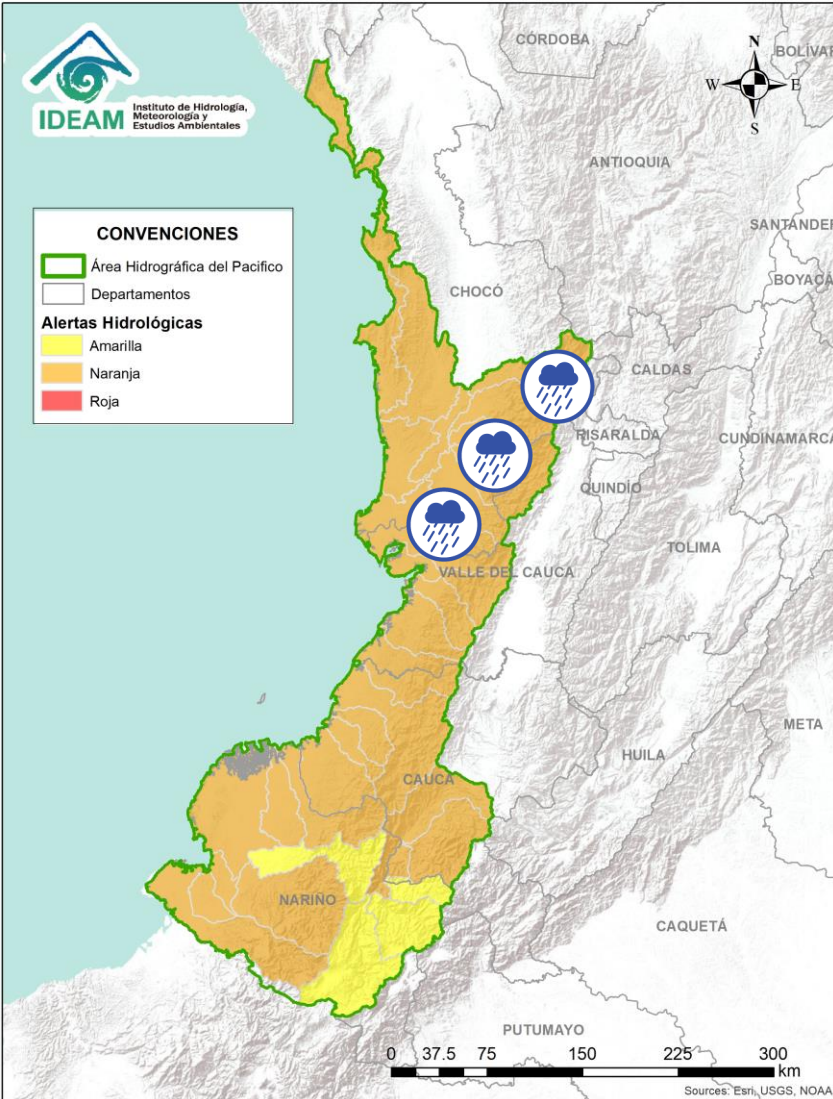 IDEAM
Instituto de Hidrología,
Meteorología y
Estudios Ambientales
CÓRDOBA
BOLÍVAR
N
W
E
S
ANTIOQUIA
SANTANDER
BOYACÁ
CONVENCIONES
Área Hidrográfica del Pacifico
Departamentos
Alertas Hidrológicas
Amarilla
Naranja
Roja
CHOCÓ
CALDAS
RISARALDA
CUNDINAMARCA
QUINDÍO
TOLIMA
VALLE DEL CAUCA
META
HUILA
CAUCA
NARIÑO
CAQUETÁ
PUTUMAYO
0 37.5 75 150 225 300
km
Sources: Esri, USGS, NOAA